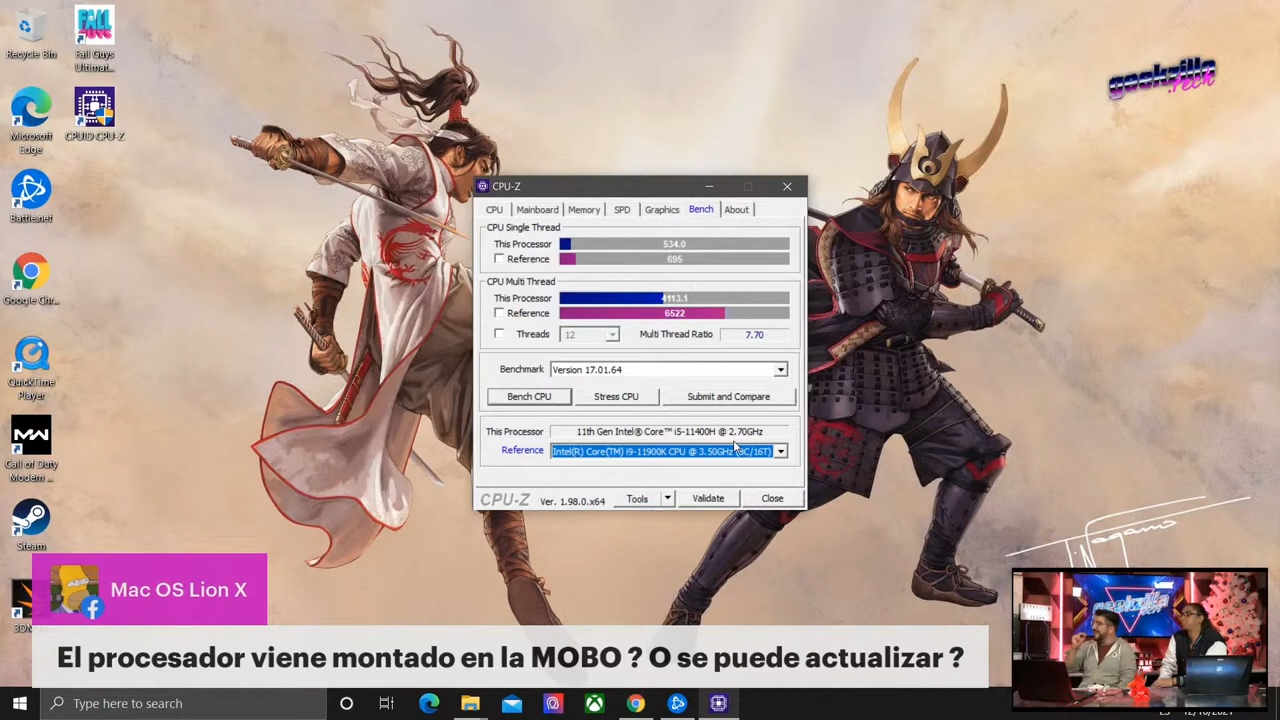 Recycle Bin
Fall Guys
Ultimat...
Microsoft
Edge
CPUID CPU-Z
Battle.net
Google Chr...
QuickTime
Player
MW
Call of Duty
Modern ...
Steam
geekzilla
.tech
CPU-Z
CPU Mainboard Memory SPD Graphics Bench About
CPU Single Thread
This Processor 534.0
Reference 695
CPU Multi Thread
This Processor 4113.1
Reference 6522
Threads 12 Multi Thread Ratio 7.70
Benchmark Version 17.01.64
Bench CPU Stress CPU Submit and Compare
This Processor 11th Gen Intel® Core™ i5-11400H @ 2.70GHz
Reference Intel(R) Core(TM) i9-11900K CPU @ 3.50GHz (8C/16T)
CPU-Z Ver. 1.98.0.x64 Tools Validate Close
Mac OS Lion X
El procesador viene montado en la MOBO ? O se puede actualizar ?
geekzilla
Type here to search